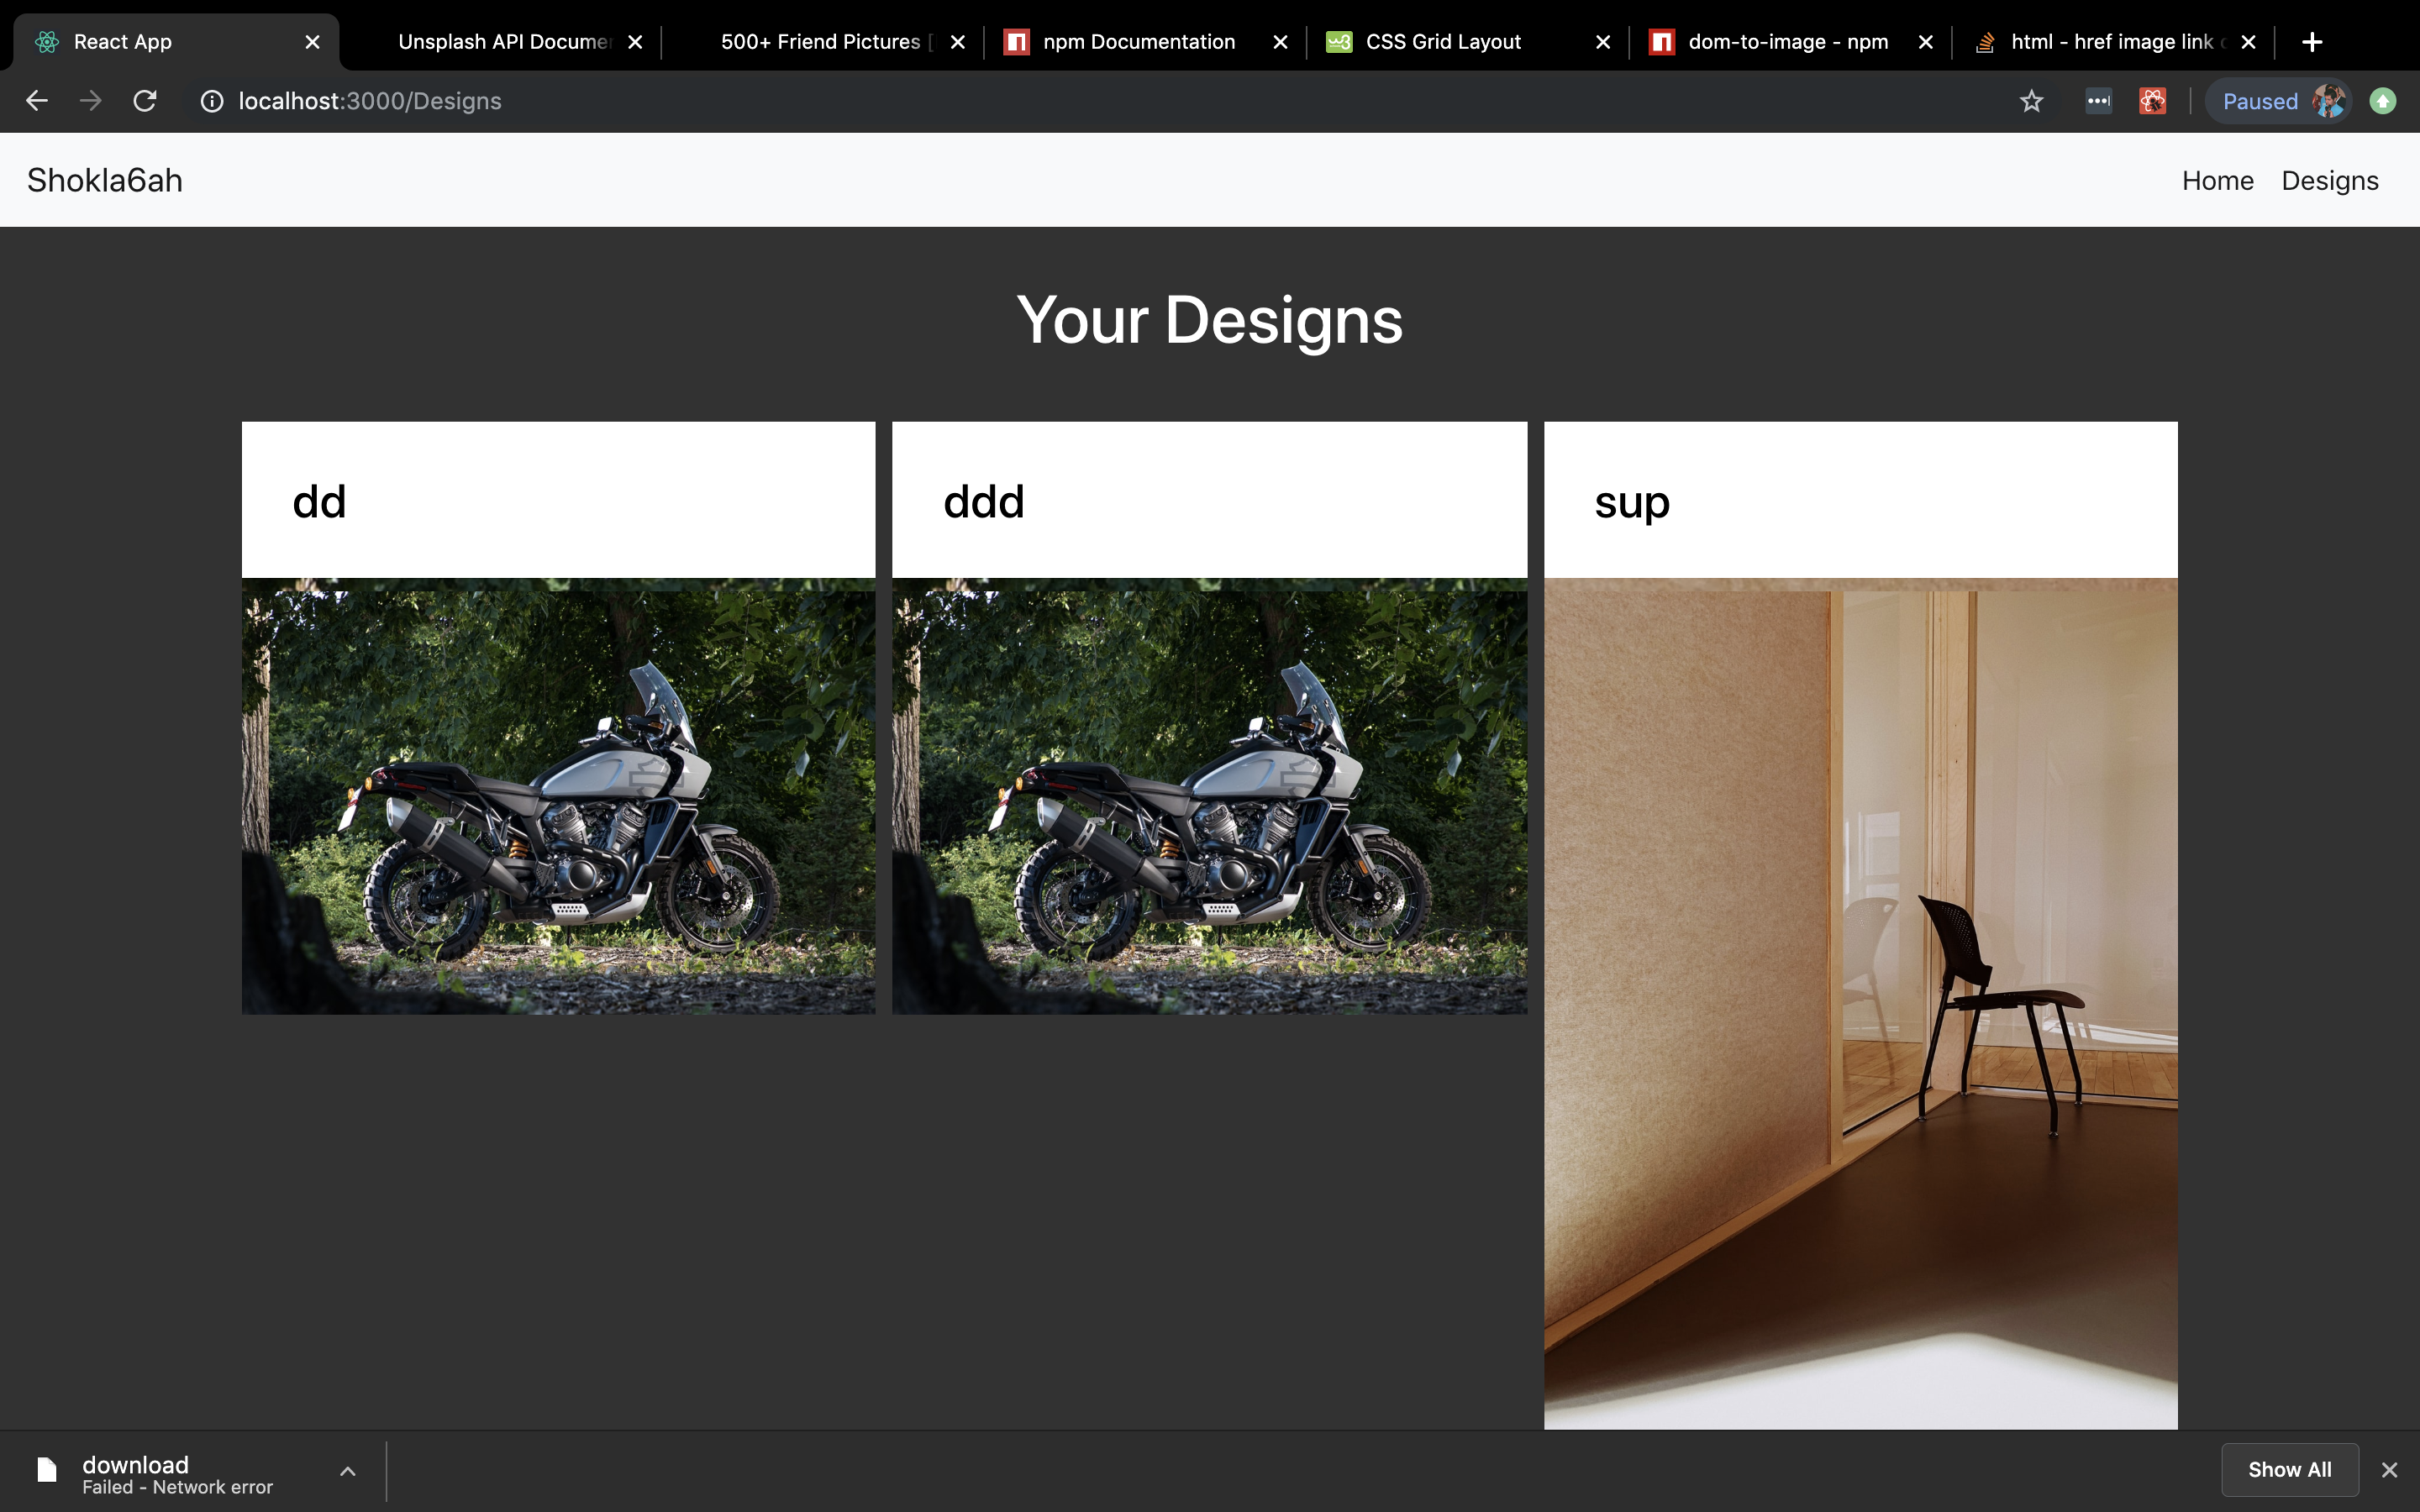 React App
Unsplash API Documen
500+ Friend Pictures [
npm Documentation
CSS Grid Layout
dom-to-image - npm
html - href image link
localhost:3000/Designs
Paused
Shokla6ah
Home Designs
Your Designs
dd
ddd
sup
download
Failed - Network error
Show All